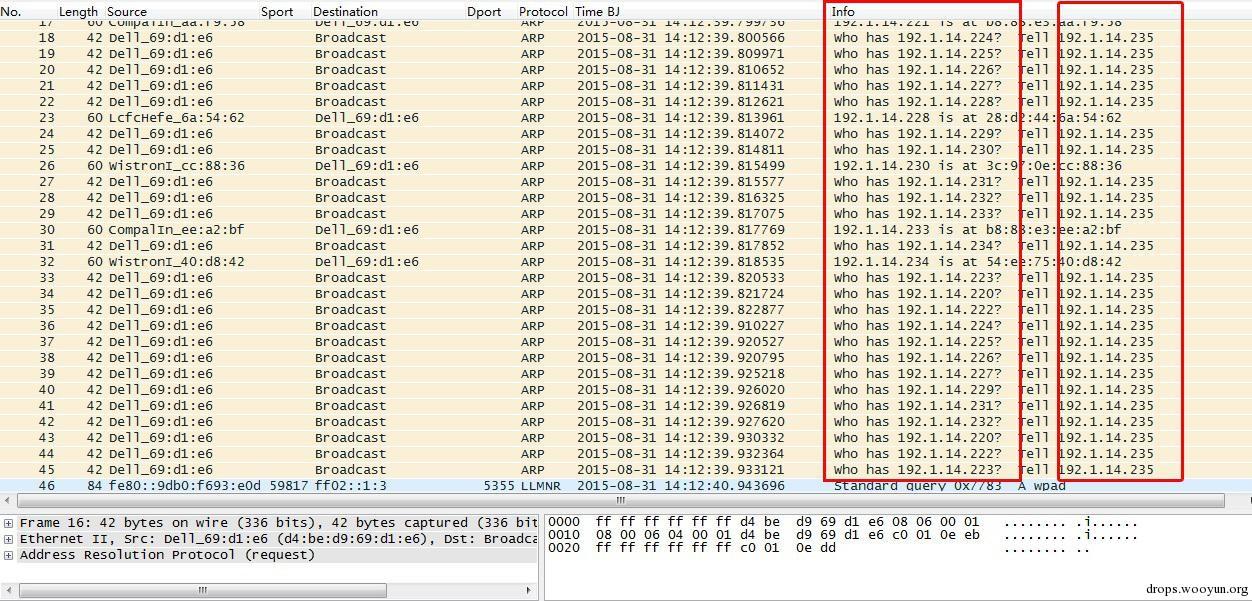 No. Length Source Sport Destination Dport Protocol Time BJ Info
17 60 CompalIn_aa:f9:58 Dell_69:d1:e6 ARP 2015-08-31 14:12:39.799736 192.1.14.221 is at b8:88:e3:aa:f9:58
18 42 Dell_69:d1:e6 Broadcast ARP 2015-08-31 14:12:39.800566 Who has 192.1.14.224? Tell 192.1.14.235
19 42 Dell_69:d1:e6 Broadcast ARP 2015-08-31 14:12:39.809971 Who has 192.1.14.225? Tell 192.1.14.235
20 42 Dell_69:d1:e6 Broadcast ARP 2015-08-31 14:12:39.810652 Who has 192.1.14.226? Tell 192.1.14.235
21 42 Dell_69:d1:e6 Broadcast ARP 2015-08-31 14:12:39.811431 Who has 192.1.14.227? Tell 192.1.14.235
22 42 Dell_69:d1:e6 Broadcast ARP 2015-08-31 14:12:39.812621 Who has 192.1.14.228? Tell 192.1.14.235
23 60 LcfcHefe_6a:54:62 Dell_69:d1:e6 ARP 2015-08-31 14:12:39.813961 192.1.14.228 is at 28:d2:44:6a:54:62
24 42 Dell_69:d1:e6 Broadcast ARP 2015-08-31 14:12:39.814072 Who has 192.1.14.229? Tell 192.1.14.235
25 42 Dell_69:d1:e6 Broadcast ARP 2015-08-31 14:12:39.814811 Who has 192.1.14.230? Tell 192.1.14.235
26 60 WistronI_cc:88:36 Dell_69:d1:e6 ARP 2015-08-31 14:12:39.815499 192.1.14.230 is at 3c:97:0e:cc:88:36
27 42 Dell_69:d1:e6 Broadcast ARP 2015-08-31 14:12:39.815577 Who has 192.1.14.231? Tell 192.1.14.235
28 42 Dell_69:d1:e6 Broadcast ARP 2015-08-31 14:12:39.816325 Who has 192.1.14.232? Tell 192.1.14.235
29 42 Dell_69:d1:e6 Broadcast ARP 2015-08-31 14:12:39.817075 Who has 192.1.14.233? Tell 192.1.14.235
30 60 CompalIn_ee:a2:bf Dell_69:d1:e6 ARP 2015-08-31 14:12:39.817769 192.1.14.233 is at b8:88:e3:ee:a2:bf
31 42 Dell_69:d1:e6 Broadcast ARP 2015-08-31 14:12:39.817852 Who has 192.1.14.234? Tell 192.1.14.235
32 60 WistronI_40:d8:42 Dell_69:d1:e6 ARP 2015-08-31 14:12:39.818535 192.1.14.234 is at 54:ee:75:40:d8:42
33 42 Dell_69:d1:e6 Broadcast ARP 2015-08-31 14:12:39.820533 Who has 192.1.14.223? Tell 192.1.14.235
34 42 Dell_69:d1:e6 Broadcast ARP 2015-08-31 14:12:39.821724 Who has 192.1.14.220? Tell 192.1.14.235
35 42 Dell_69:d1:e6 Broadcast ARP 2015-08-31 14:12:39.822877 Who has 192.1.14.222? Tell 192.1.14.235
36 42 Dell_69:d1:e6 Broadcast ARP 2015-08-31 14:12:39.910227 Who has 192.1.14.224? Tell 192.1.14.235
37 42 Dell_69:d1:e6 Broadcast ARP 2015-08-31 14:12:39.920527 Who has 192.1.14.225? Tell 192.1.14.235
38 42 Dell_69:d1:e6 Broadcast ARP 2015-08-31 14:12:39.920795 Who has 192.1.14.226? Tell 192.1.14.235
39 42 Dell_69:d1:e6 Broadcast ARP 2015-08-31 14:12:39.925218 Who has 192.1.14.227? Tell 192.1.14.235
40 42 Dell_69:d1:e6 Broadcast ARP 2015-08-31 14:12:39.926020 Who has 192.1.14.229? Tell 192.1.14.235
41 42 Dell_69:d1:e6 Broadcast ARP 2015-08-31 14:12:39.926819 Who has 192.1.14.231? Tell 192.1.14.235
42 42 Dell_69:d1:e6 Broadcast ARP 2015-08-31 14:12:39.927620 Who has 192.1.14.232? Tell 192.1.14.235
43 42 Dell_69:d1:e6 Broadcast ARP 2015-08-31 14:12:39.930332 Who has 192.1.14.220? Tell 192.1.14.235
44 42 Dell_69:d1:e6 Broadcast ARP 2015-08-31 14:12:39.932364 Who has 192.1.14.222? Tell 192.1.14.235
45 42 Dell_69:d1:e6 Broadcast ARP 2015-08-31 14:12:39.933121 Who has 192.1.14.223? Tell 192.1.14.235
46 84 fe80::9db0:f693:e0d 59817 ff02::1:3 5355 LLMNR 2015-08-31 14:12:40.943696 Standard query 0x7783 A wpad
Frame 16: 42 bytes on wire (336 bits), 42 bytes captured (336 bit
Ethernet II, Src: Dell_69:d1:e6 (d4:be:d9:69:d1:e6), Dst: Broadca
Address Resolution Protocol (request)
0000 ff ff ff ff ff ff d4 be d9 69 d1 e6 08 06 00 01 ........ .i......
0010 08 00 06 04 00 01 d4 be d9 69 d1 e6 c0 01 0e eb ........ .i......
0020 ff ff ff ff ff ff c0 01 0e dd ........ ..
drops.wooyun.org